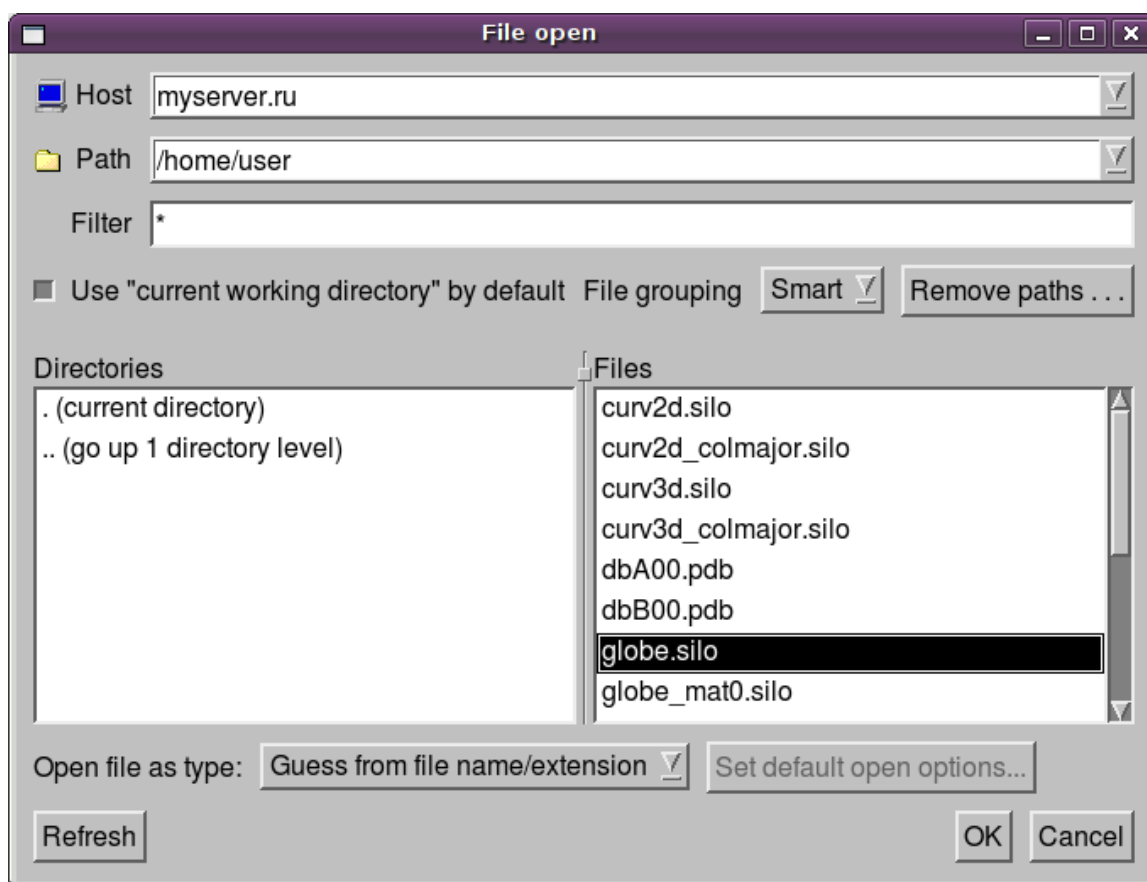 File open
Host myserver.ru
Path /home/user
Filter *
Use "current working directory" by default File grouping Smart Remove paths . . .
Directories
. (current directory)
.. (go up 1 directory level)
Files
curv2d.silo
curv2d_colmajor.silo
curv3d.silo
curv3d_colmajor.silo
dbA00.pdb
dbB00.pdb
globe.silo
globe_mat0.silo
Open file as type: Guess from file name/extension Set default open options...
Refresh OK Cancel